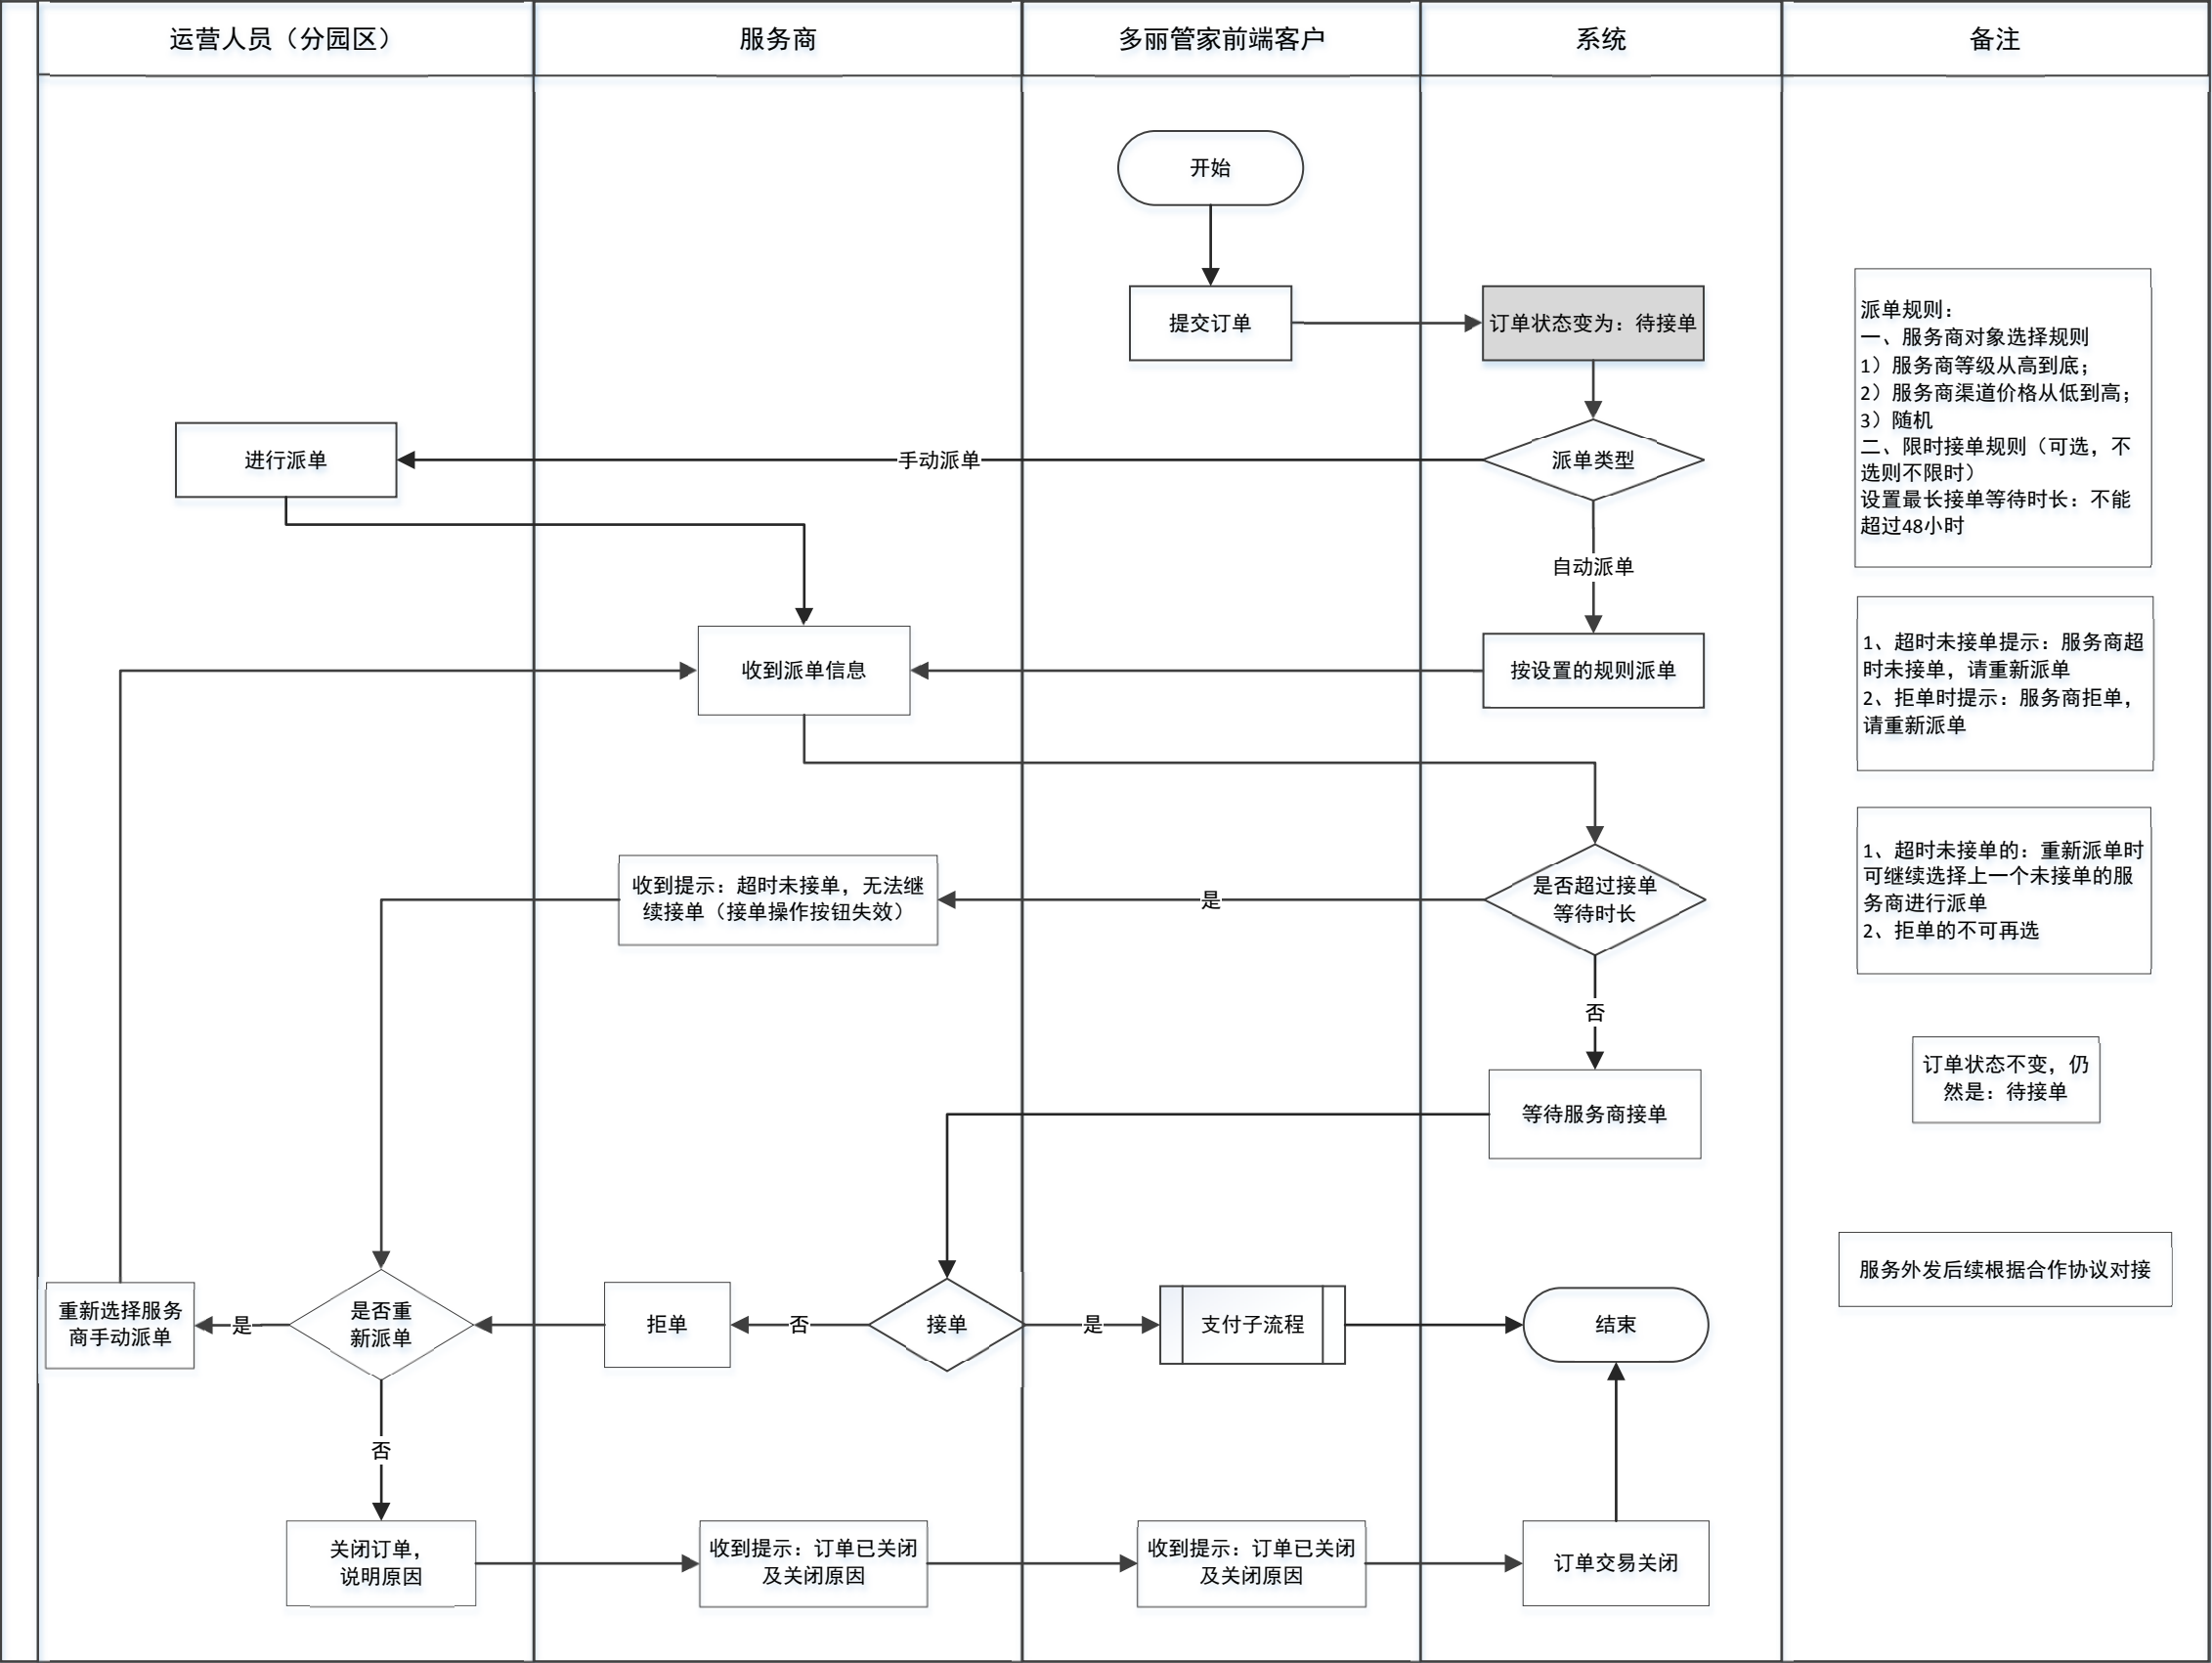 运营人员（分园区）
服务商
多丽管家前端客户
系统
备注
开始
提交订单
订单状态变为：待接单
派单规则：
一、服务商对象选择规则
1）服务商等级从高到底；
2）服务商渠道价格从低到高；
3）随机
二、限时接单规则（可选，不
选则不限时）
设置最长接单等待时长：不能
超过48小时
进行派单
手动派单
派单类型
自动派单
收到派单信息
按设置的规则派单
1、超时未接单提示：服务商超
时未接单，请重新派单
2、拒单时提示：服务商拒单，
请重新派单
收到提示：超时未接单，无法继
续接单（接单操作按钮失效）
是
是否超过接单
等待时长
1、超时未接单的：重新派单时
可继续选择上一个未接单的服
务商进行派单
2、拒单的不可再选
否
等待服务商接单
订单状态不变，仍
然是：待接单
重新选择服务
商手动派单
是
是否重
新派单
拒单
否
接单
是
支付子流程
结束
服务外发后续根据合作协议对接
否
关闭订单，
说明原因
收到提示：订单已关闭
及关闭原因
收到提示：订单已关闭
及关闭原因
订单交易关闭